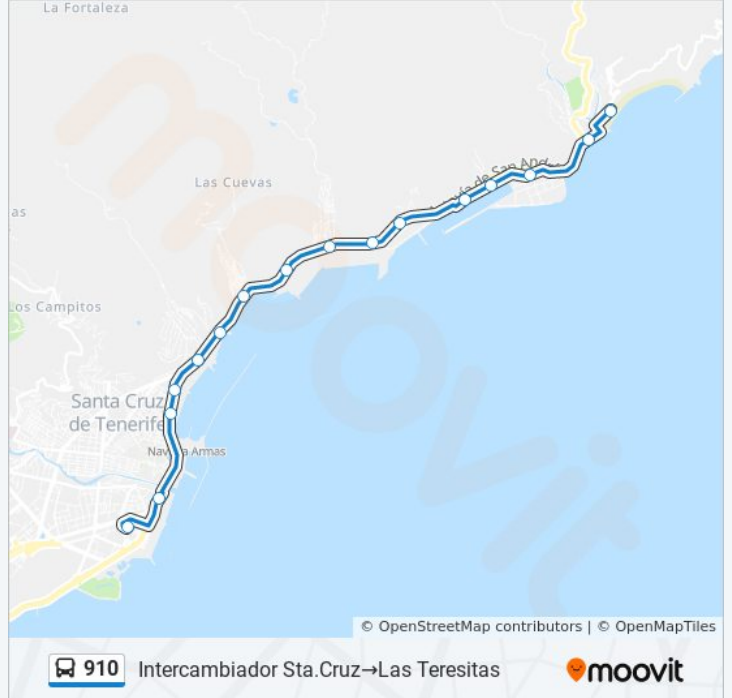 La Fortaleza
Las Cuevas
as
Los Campitos
Santa Cruz
de Tenerife
Armas
moovit
© OpenStreetMap contributors | © OpenMapTiles
910 Intercambiador Sta.Cruz→Las Teresitas
moovit